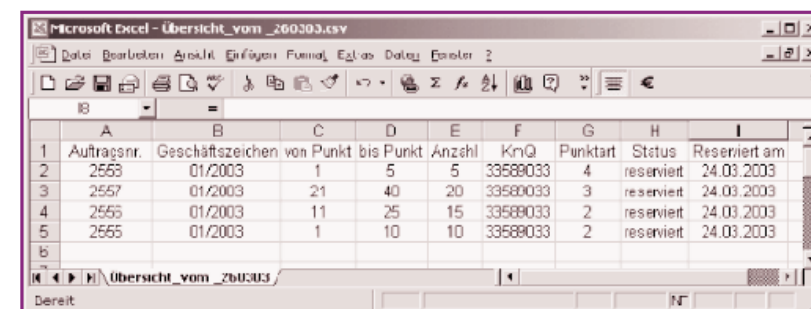 Microsoft Excel - Übersicht_vom _260303.csv
Datei Bearbeiten Ansicht Einfügen Format Extras Daten Fenster ?
I8 =
A B C D E F G H I
1 Auftragsnr. Geschäftszeichen von Punkt bis Punkt Anzahl KmQ Punktart Status Reserviert am
2 01/2003 1 5 5 33589033 4 reserviert 24.03.2003
3 2557 01/2003 21 40 20 33589033 3 reserviert 24.03.2003
4 01/2003 11 25 15 33589033 2 reserviert 24.03.2003
5 01/2003 1 10 10 33589033 2 reserviert 24.03.2003
6
Übersicht_vom _260303
Bereit NF